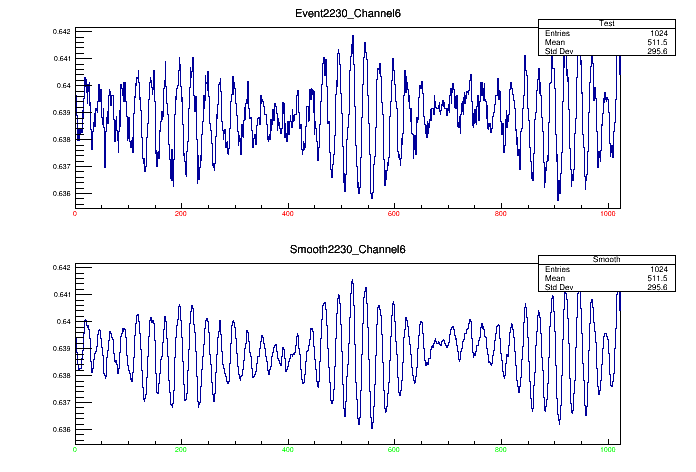 Event2230_Channel6
Test
Entries 1024
Mean 511.5
Std Dev 295.6
0.642
0.641
0.64
0.639
0.638
0.637
0.636
0 200 400 600 800 1000
Smooth2230_Channel6
Smooth
Entries 1024
Mean 511.5
Std Dev 295.6
0.642
0.641
0.64
0.639
0.638
0.637
0.636
0 200 400 600 800 1000